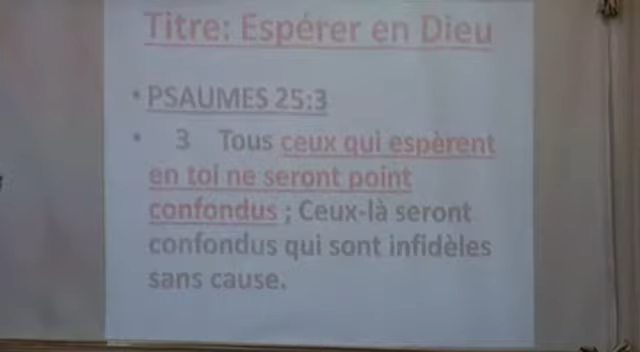 Titre: Espérer en Dieu
• PSAUMES 25:3
• 3 Tous ceux qui espèrent
en toi ne seront point
confondus ; Ceux-là seront
confondus qui sont infidèles
sans cause.